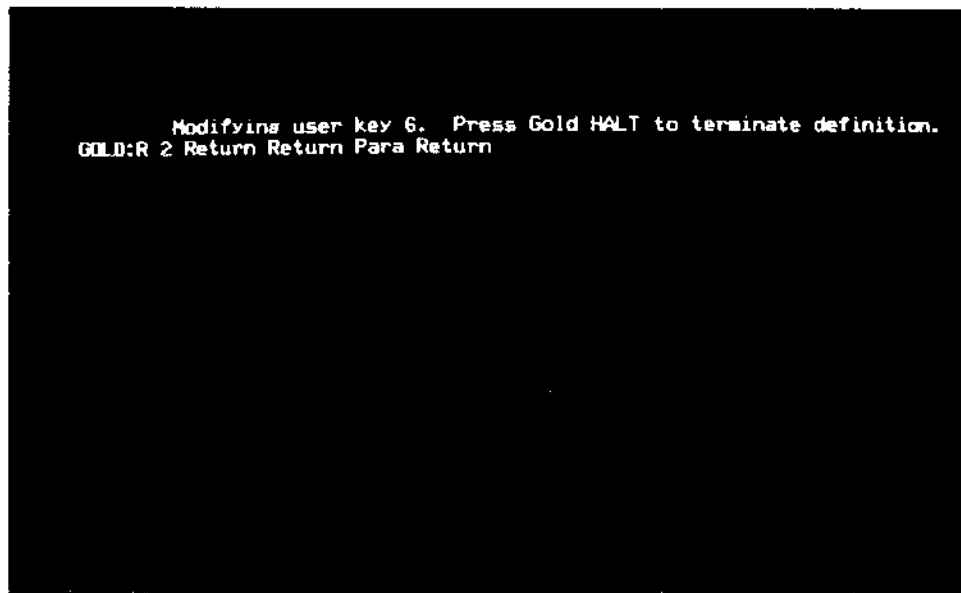 Modifying user key 6. Press Gold HALT to terminate definition.
GOLD:R 2 Return Return Para Return